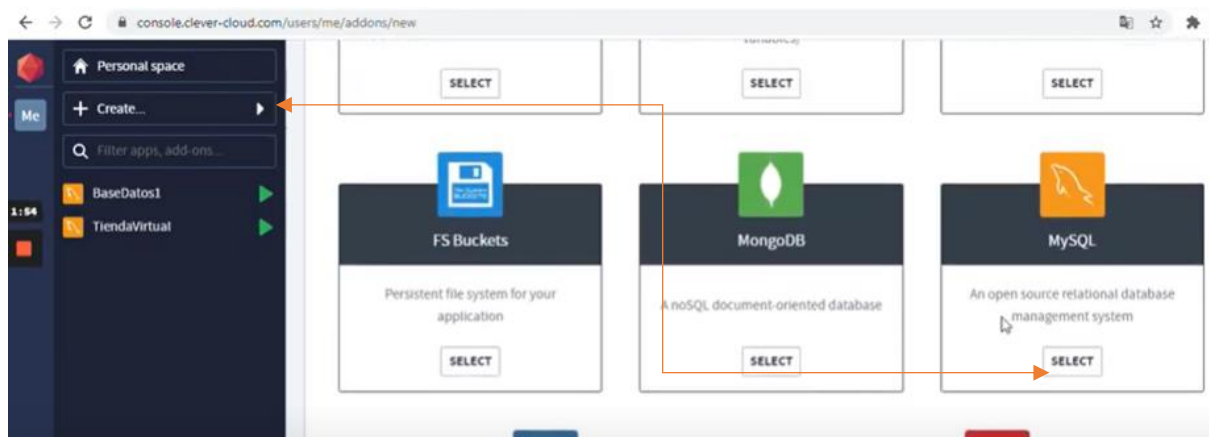 console.clever-cloud.com/users/me/addons/new
Personal space
Me
+ Create...
Filter apps, add-ons...
BaseDatos1
TiendaVirtual
1:54
variables)
SELECT
SELECT
SELECT
FS Buckets
Persistent file system for your
application
SELECT
MongoDB
A noSQL document-oriented database
SELECT
MySQL
An open source relational database
management system
SELECT